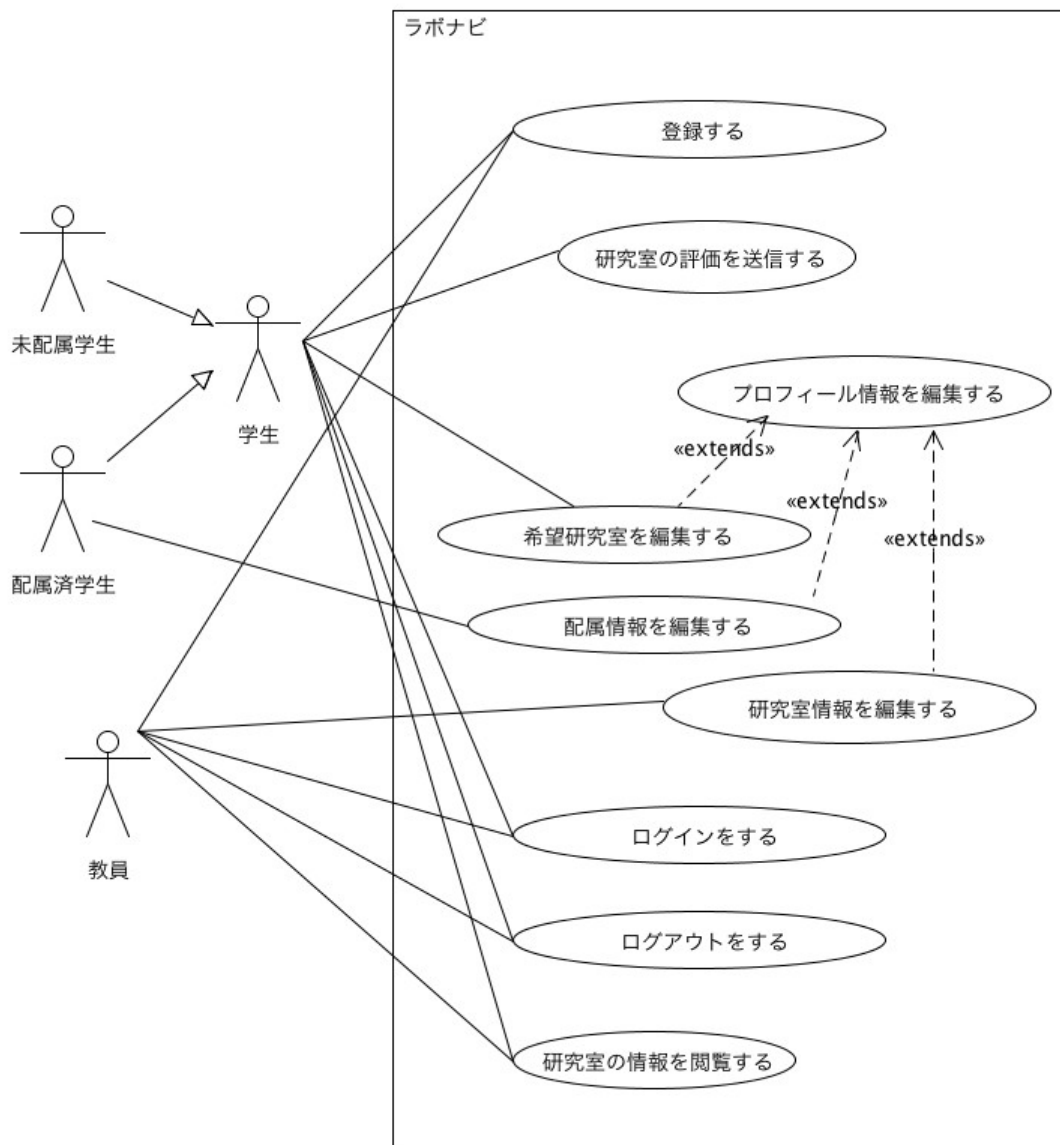 ラボナビ
登録する
研究室の評価を送信する
未配属学生
学生
プロフィール情報を編集する
«extends»
配属済学生
«extends»
希望研究室を編集する
«extends»
配属情報を編集する
研究室情報を編集する
教員
ログインをする
ログアウトをする
研究室の情報を閲覧する